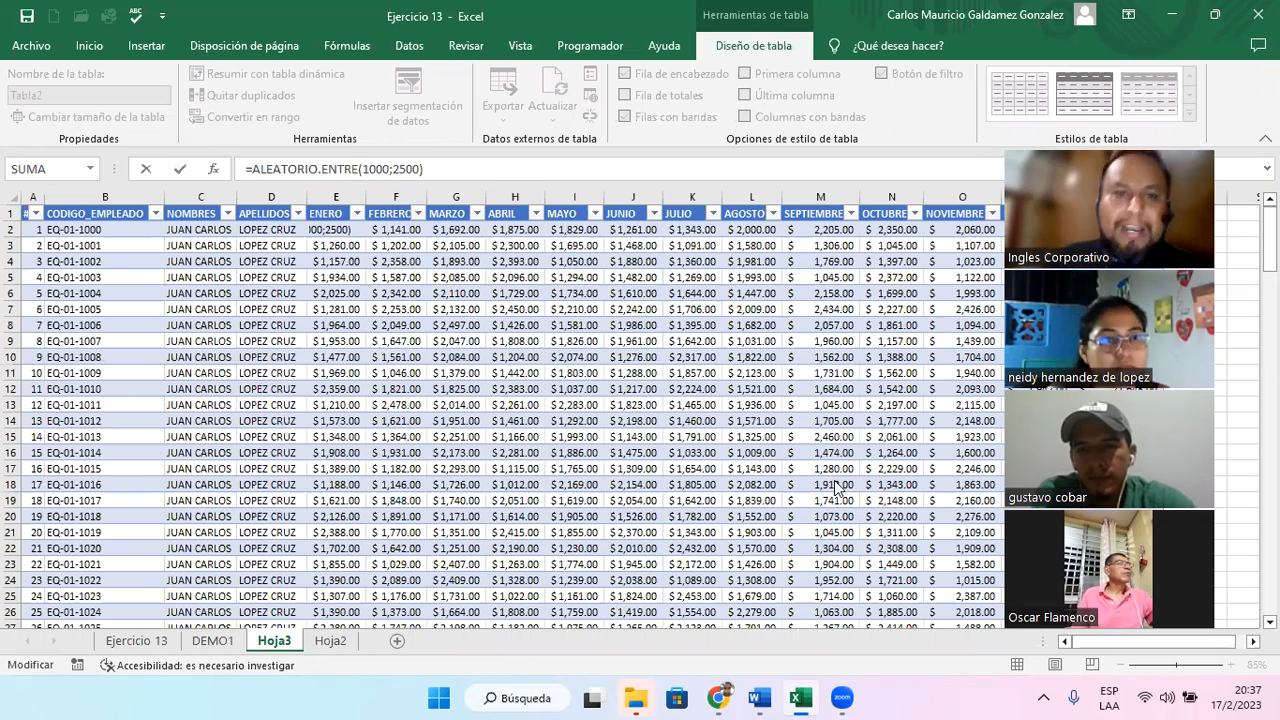 Ejercicio 13 - Excel
Herramientas de tabla
Carlos Mauricio Galdamez Gonzalez
Archivo Inicio Insertar Disposición de página Fórmulas Datos Revisar Vista Programador Ayuda Diseño de tabla ¿Qué desea hacer?
Nombre de la tabla:
Tabla2
Cambiar tamaño de la tabla
Propiedades
Resumir con tabla dinámica
Quitar duplicados
Convertir en rango
Insertar segmentación de datos
Herramientas
Exportar Actualizar
Datos externos de tabla
Fila de encabezado Primera columna Botón de filtro
Fila de totales Última columna
Filas con bandas Columnas con bandas
Opciones de estilo de tabla
Estilos de tabla
SUMA fx =ALEATORIO.ENTRE(1000;2500)
A B C D E F G H I J K L M N O
1 # CODIGO_EMPLEADO NOMBRES APELLIDOS ENERO FEBRERO MARZO ABRIL MAYO JUNIO JULIO AGOSTO SEPTIEMBRE OCTUBRE NOVIEMBRE
2 1 EQ-01-1000 JUAN CARLOS LOPEZ CRUZ 000;2500) $ 1,141.00 $ 1,692.00 $ 1,875.00 $ 1,829.00 $ 1,261.00 $ 1,343.00 $ 2,000.00 $ 2,205.00 $ 2,350.00 $ 2,060.00
3 2 EQ-01-1001 JUAN CARLOS LOPEZ CRUZ $ 1,260.00 $ 1,202.00 $ 2,105.00 $ 2,300.00 $ 1,695.00 $ 1,468.00 $ 1,091.00 $ 1,580.00 $ 1,306.00 $ 1,045.00 $ 1,107.00
4 3 EQ-01-1002 JUAN CARLOS LOPEZ CRUZ $ 1,157.00 $ 2,358.00 $ 1,893.00 $ 2,393.00 $ 1,050.00 $ 1,880.00 $ 1,360.00 $ 1,981.00 $ 1,769.00 $ 1,397.00 $ 1,023.00
5 4 EQ-01-1003 JUAN CARLOS LOPEZ CRUZ $ 1,934.00 $ 1,587.00 $ 2,085.00 $ 2,096.00 $ 1,294.00 $ 1,482.00 $ 1,269.00 $ 1,993.00 $ 1,045.00 $ 2,372.00 $ 1,122.00
6 5 EQ-01-1004 JUAN CARLOS LOPEZ CRUZ $ 2,025.00 $ 2,342.00 $ 2,110.00 $ 1,729.00 $ 1,734.00 $ 1,610.00 $ 1,644.00 $ 1,447.00 $ 2,158.00 $ 1,699.00 $ 1,993.00
7 6 EQ-01-1005 JUAN CARLOS LOPEZ CRUZ $ 1,281.00 $ 2,253.00 $ 2,132.00 $ 2,450.00 $ 2,210.00 $ 2,242.00 $ 1,706.00 $ 2,009.00 $ 2,434.00 $ 2,227.00 $ 2,426.00
8 7 EQ-01-1006 JUAN CARLOS LOPEZ CRUZ $ 1,964.00 $ 2,049.00 $ 2,497.00 $ 1,426.00 $ 1,581.00 $ 1,986.00 $ 1,395.00 $ 1,682.00 $ 2,057.00 $ 1,861.00 $ 1,094.00
9 8 EQ-01-1007 JUAN CARLOS LOPEZ CRUZ $ 1,953.00 $ 1,647.00 $ 2,047.00 $ 1,808.00 $ 1,826.00 $ 1,961.00 $ 1,642.00 $ 1,031.00 $ 1,960.00 $ 1,157.00 $ 1,439.00
10 9 EQ-01-1008 JUAN CARLOS LOPEZ CRUZ $ 1,477.00 $ 1,561.00 $ 2,084.00 $ 1,204.00 $ 2,074.00 $ 1,276.00 $ 2,317.00 $ 1,822.00 $ 1,562.00 $ 1,388.00 $ 1,704.00
11 10 EQ-01-1009 JUAN CARLOS LOPEZ CRUZ $ 1,969.00 $ 1,046.00 $ 1,379.00 $ 1,442.00 $ 1,803.00 $ 1,288.00 $ 1,857.00 $ 2,123.00 $ 1,731.00 $ 1,562.00 $ 1,940.00
12 11 EQ-01-1010 JUAN CARLOS LOPEZ CRUZ $ 1,170.00 $ 1,379.00 $ 1,825.00 $ 2,383.00 $ 1,037.00 $ 1,217.00 $ 2,224.00 $ 1,521.00 $ 1,684.00 $ 1,542.00 $ 2,093.00
13 12 EQ-01-1011 JUAN CARLOS LOPEZ CRUZ $ 1,210.00 $ 2,478.00 $ 2,014.00 $ 2,261.00 $ 2,283.00 $ 1,823.00 $ 1,465.00 $ 1,936.00 $ 1,045.00 $ 2,197.00 $ 2,115.00
14 13 EQ-01-1012 JUAN CARLOS LOPEZ CRUZ $ 1,573.00 $ 1,621.00 $ 1,951.00 $ 1,461.00 $ 1,292.00 $ 2,198.00 $ 1,460.00 $ 1,571.00 $ 1,705.00 $ 1,777.00 $ 2,148.00
15 14 EQ-01-1013 JUAN CARLOS LOPEZ CRUZ $ 1,348.00 $ 1,364.00 $ 2,251.00 $ 1,166.00 $ 1,993.00 $ 1,143.00 $ 1,791.00 $ 1,325.00 $ 2,460.00 $ 2,061.00 $ 1,923.00
16 15 EQ-01-1014 JUAN CARLOS LOPEZ CRUZ $ 1,908.00 $ 1,931.00 $ 2,173.00 $ 2,281.00 $ 1,886.00 $ 1,475.00 $ 1,033.00 $ 1,009.00 $ 1,474.00 $ 1,264.00 $ 1,600.00
17 16 EQ-01-1015 JUAN CARLOS LOPEZ CRUZ $ 1,389.00 $ 1,182.00 $ 2,293.00 $ 1,115.00 $ 1,765.00 $ 1,309.00 $ 1,654.00 $ 1,143.00 $ 1,280.00 $ 2,229.00 $ 2,246.00
18 17 EQ-01-1016 JUAN CARLOS LOPEZ CRUZ $ 1,188.00 $ 1,146.00 $ 1,726.00 $ 1,012.00 $ 2,169.00 $ 2,154.00 $ 1,805.00 $ 2,082.00 $ $ 1,343.00 $ 1,863.00
19 18 EQ-01-1017 JUAN CARLOS LOPEZ CRUZ $ 1,621.00 $ 1,848.00 $ 1,740.00 $ 2,051.00 $ 1,619.00 $ 2,054.00 $ 1,642.00 $ 1,839.00 $ 1,741.00 $ 2,148.00 $ 2,160.00
20 19 EQ-01-1018 JUAN CARLOS LOPEZ CRUZ $ 2,126.00 $ 1,891.00 $ 1,171.00 $ 1,614.00 $ 1,905.00 $ 1,526.00 $ 1,782.00 $ 1,552.00 $ 1,073.00 $ 2,220.00 $ 2,276.00
21 20 EQ-01-1019 JUAN CARLOS LOPEZ CRUZ $ 2,388.00 $ 1,770.00 $ 1,351.00 $ 2,415.00 $ 1,855.00 $ 2,370.00 $ 1,343.00 $ 1,903.00 $ 1,045.00 $ 1,311.00 $ 2,109.00
22 21 EQ-01-1020 JUAN CARLOS LOPEZ CRUZ $ 1,702.00 $ 1,642.00 $ 1,251.00 $ 2,190.00 $ 1,230.00 $ 2,010.00 $ 2,432.00 $ 1,570.00 $ 1,304.00 $ 2,308.00 $ 1,909.00
23 22 EQ-01-1021 JUAN CARLOS LOPEZ CRUZ $ 1,855.00 $ 1,029.00 $ 2,407.00 $ 1,263.00 $ 1,774.00 $ 1,945.00 $ 2,172.00 $ 1,426.00 $ 1,904.00 $ 1,449.00 $ 1,582.00
24 23 EQ-01-1022 JUAN CARLOS LOPEZ CRUZ $ 1,390.00 $ 2,089.00 $ 2,409.00 $ 1,328.00 $ 1,239.00 $ 2,038.00 $ 1,089.00 $ 1,308.00 $ 1,952.00 $ 1,721.00 $ 1,015.00
25 24 EQ-01-1023 JUAN CARLOS LOPEZ CRUZ $ 1,307.00 $ 1,176.00 $ 1,731.00 $ 1,022.00 $ 1,161.00 $ 1,824.00 $ 2,453.00 $ 1,679.00 $ 1,714.00 $ 1,060.00 $ 2,387.00
26 25 EQ-01-1024 JUAN CARLOS LOPEZ CRUZ $ 1,390.00 $ 1,373.00 $ 1,664.00 $ 1,808.00 $ 1,759.00 $ 1,419.00 $ 1,554.00 $ 2,279.00 $ 1,063.00 $ 1,885.00 $ 2,018.00
Ingles Corporativo
neidy hernandez de lopez
gustavo cobar
Oscar Flamenco
Ejercicio 13 DEMO1 Hoja3 Hoja2
Modificar Accesibilidad: es necesario investigar 85%
Búsqueda
ESP
LAA
20:37
17/2/2023